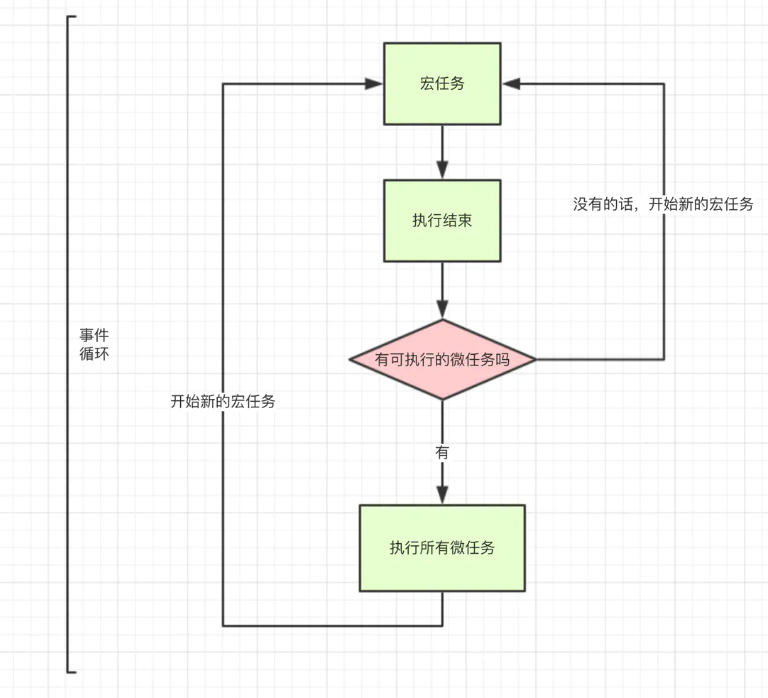 宏任务
执行结束
没有的话，开始新的宏任务
事件
循环
有可执行的微任务吗
开始新的宏任务
有
执行所有微任务